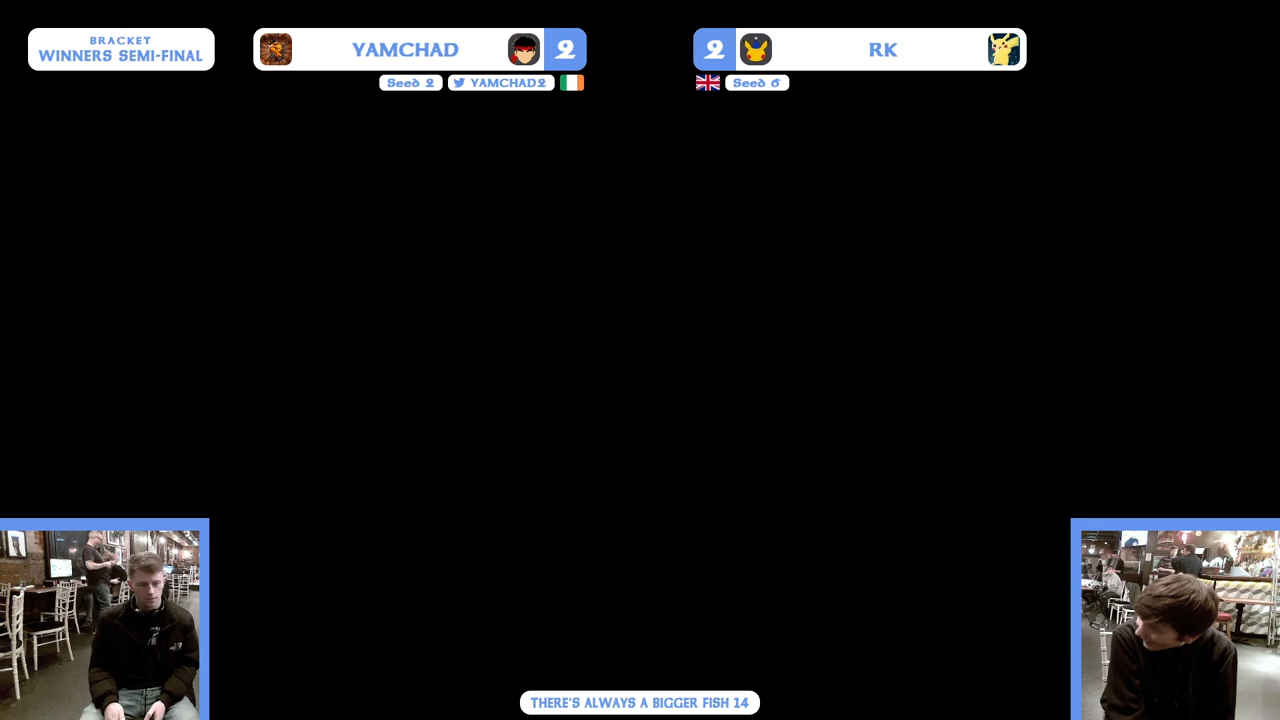 BRACKET
WINNERS SEMI-FINAL
YAMCHAD
2
2
RK
Seed 2
YAMCHAD2
Seed 6
THERE'S ALWAYS A BIGGER FISH 14